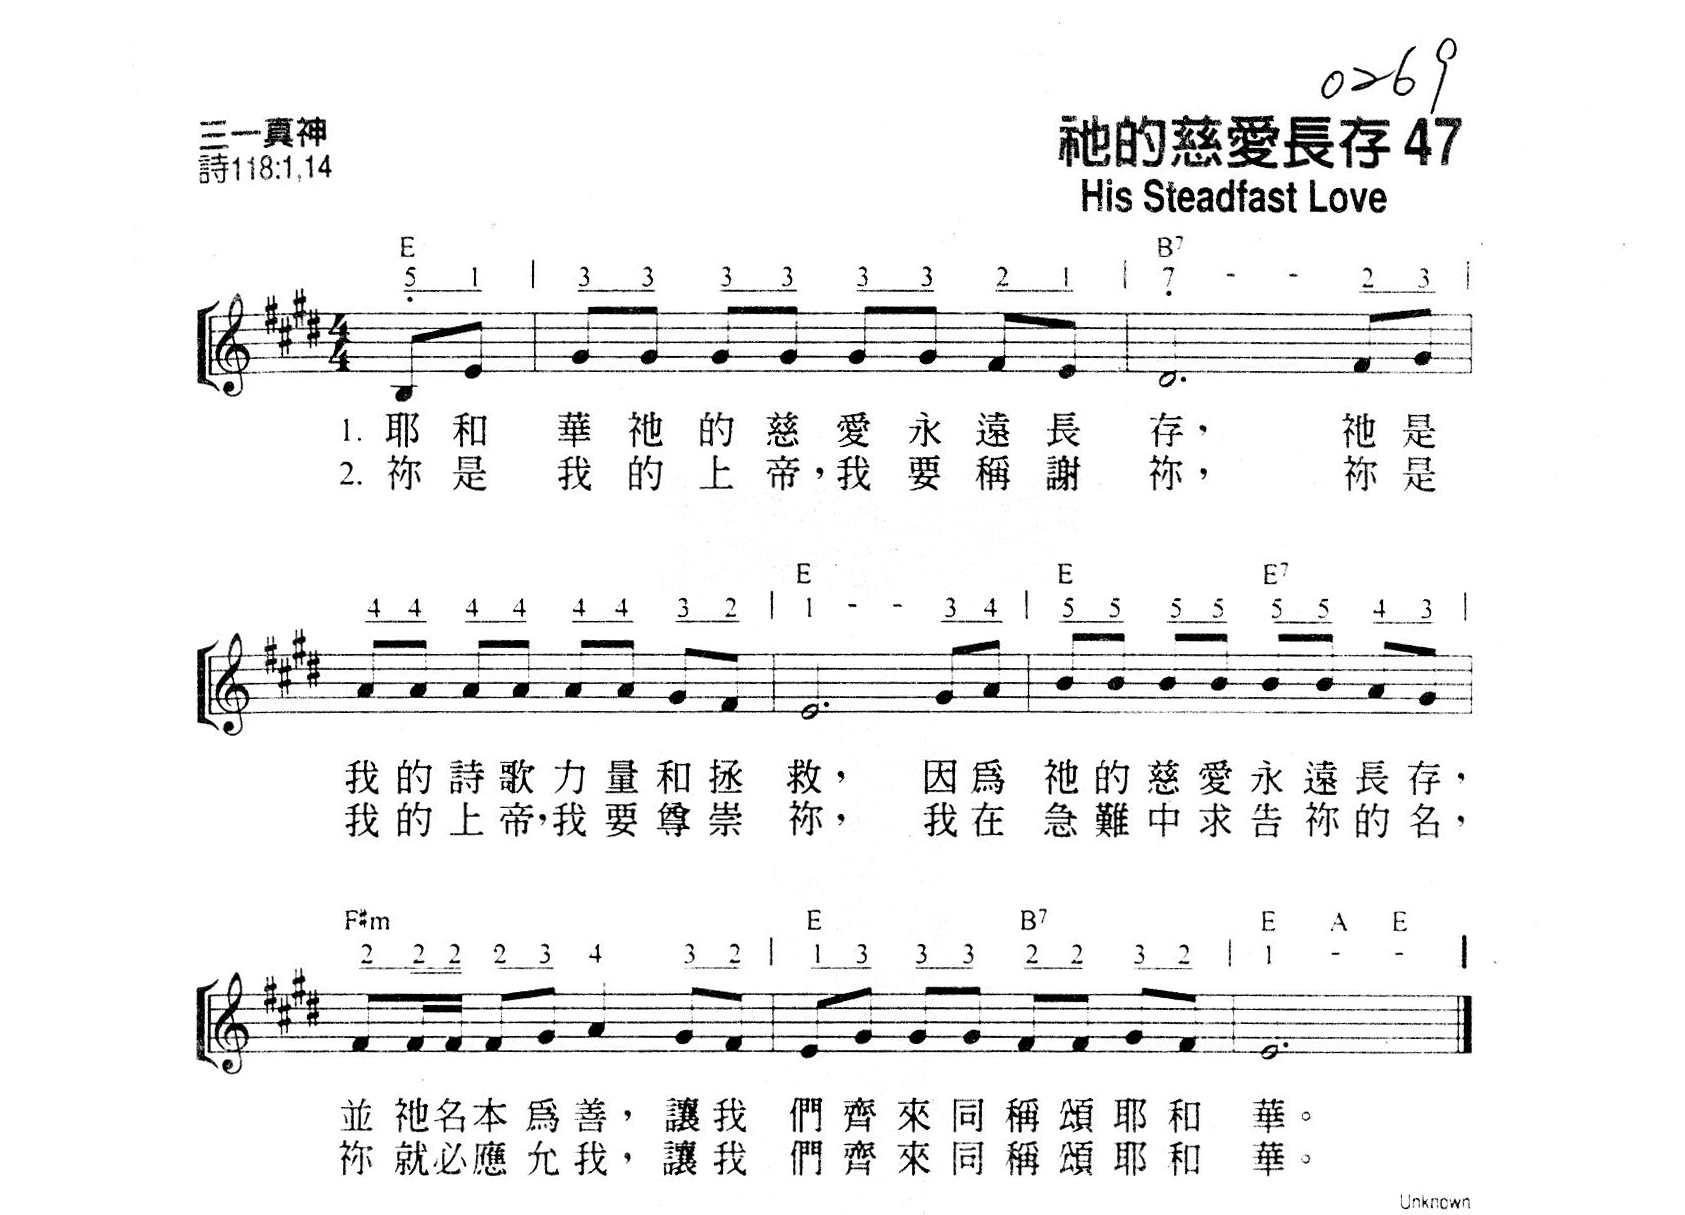 0269
三一真神
祂的慈愛長存 47
詩118:1,14
His Steadfast Love
E B7
5 1 | 3 3 3 3 3 3 2 1 | 7 - - 2 3 |
4 4
1. 耶和華祂的慈愛永遠長存，祂是
2. 祢是我的上帝，我要稱謝祢，祢是
E E E7
4 4 4 4 4 4 3 2 | 1 - - 3 4 | 5 5 5 5 5 5 4 3 |
我的詩歌力量和拯救，因爲祂的慈愛永遠長存，
我的上帝，我要尊崇祢，我在急難中求告祢的名，
F#m E B7 E A E
2 2 2 2 3 4 3 2 | 1 3 3 3 2 2 3 2 | 1 - -
並祂名本爲善，讓我們齊來同稱頌耶和華。
祢就必應允我，讓我們齊來同稱頌耶和華。
Unknown